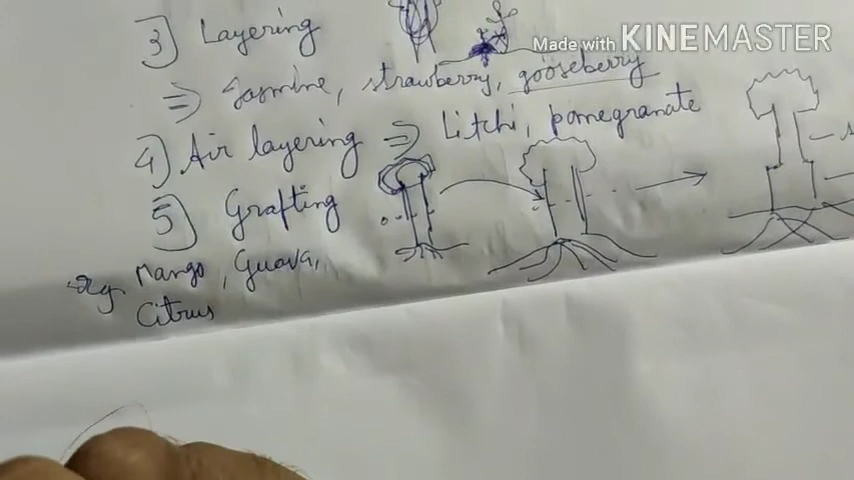 3) Layering
Made with KINEMASTER
⇒ Jasmine, strawberry, gooseberry
4) Air layering ⇒ Litchi, pomegranate
5) Grafting
eg. Mango, Guava,
Citrus